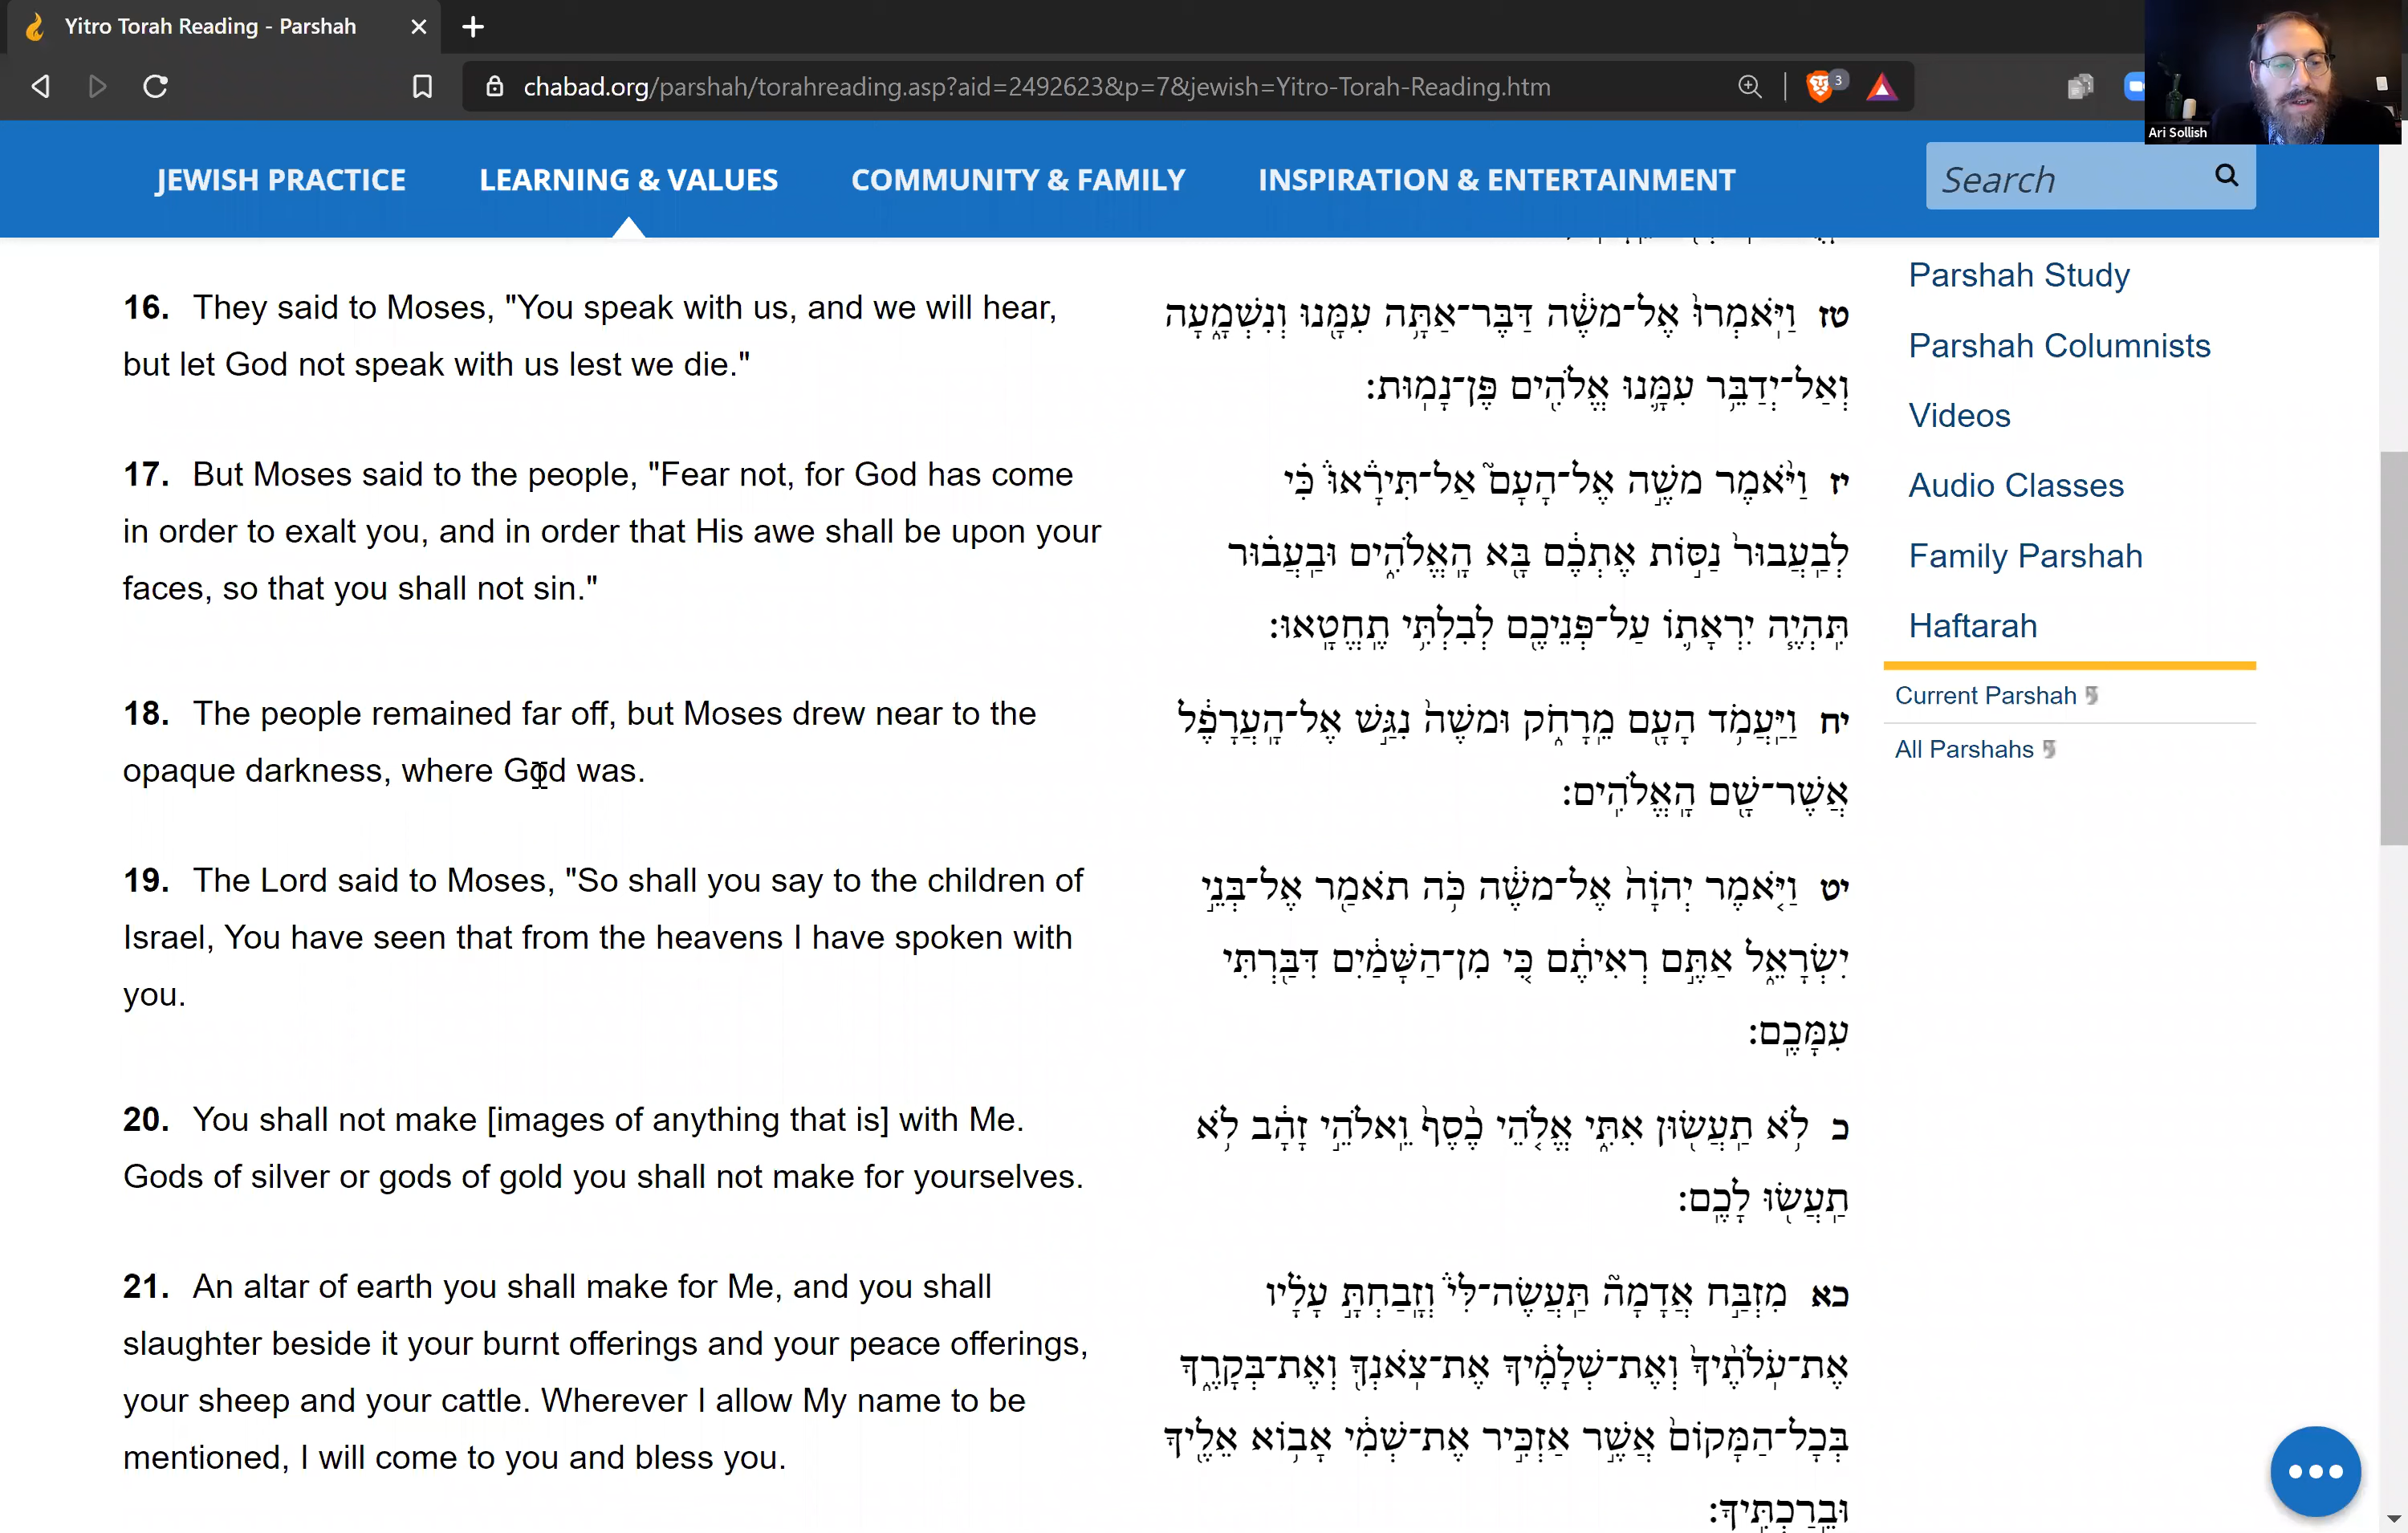 Yitro Torah Reading - Parshah
chabad.org/parshah/torahreading.asp?aid=2492623&p=7&jewish=Yitro-Torah-Reading.htm
3
Ari Sollish
JEWISH PRACTICE
LEARNING & VALUES
COMMUNITY & FAMILY
INSPIRATION & ENTERTAINMENT
Search
16. They said to Moses, "You speak with us, and we will hear,
but let God not speak with us lest we die."
17. But Moses said to the people, "Fear not, for God has come
in order to exalt you, and in order that His awe shall be upon your
faces, so that you shall not sin."
18. The people remained far off, but Moses drew near to the
opaque darkness, where God was.
19. The Lord said to Moses, "So shall you say to the children of
Israel, You have seen that from the heavens I have spoken with
you.
20. You shall not make [images of anything that is] with Me.
Gods of silver or gods of gold you shall not make for yourselves.
21. An altar of earth you shall make for Me, and you shall
slaughter beside it your burnt offerings and your peace offerings,
your sheep and your cattle. Wherever I allow My name to be
mentioned, I will come to you and bless you.
טז וַיֹּֽאמְרוּ֙ אֶל־משֶׁ֔ה דַּבֶּר־אַתָּ֥ה עִמָּ֖נוּ וְנִשְׁמָ֑עָה
וְאַל־יְדַבֵּ֥ר עִמָּ֛נוּ אֱלֹהִ֖ים פֶּן־נָמֽוּת:
יז וַיֹּ֨אמֶר משֶׁ֣ה אֶל־הָעָם֘ אַל־תִּירָ֒אוּ֒ כִּ֗י
לְבַֽעֲבוּר֙ נַסּ֣וֹת אֶתְכֶ֔ם בָּ֖א הָֽאֱלֹהִ֑ים וּבַֽעֲב֗וּר
תִּֽהְיֶ֧ה יִרְאָת֛וֹ עַל־פְּנֵיכֶ֖ם לְבִלְתִּ֥י תֶֽחֱטָֽאוּ:
יח וַיַּֽעֲמֹ֥ד הָעָ֖ם מֵֽרָחֹ֑ק וּמשֶׁה֙ נִגַּ֣שׁ אֶל־הָֽעֲרָפֶ֔ל
אֲשֶׁר־שָׁ֖ם הָֽאֱלֹהִֽים:
יט וַיֹּ֤אמֶר יְהוָֹה֙ אֶל־משֶׁ֔ה כֹּ֥ה תֹאמַ֖ר אֶל־בְּנֵ֣י
יִשְׂרָאֵ֑ל אַתֶּ֣ם רְאִיתֶ֔ם כִּ֚י מִן־הַשָּׁמַ֔יִם דִּבַּ֖רְתִּי
עִמָּכֶֽם:
כ לֹ֥א תַֽעֲשׂ֖וּן אִתִּ֑י אֱלֹ֤הֵי כֶ֨סֶף֙ וֵֽאלֹהֵ֣י זָהָ֔ב לֹ֥א
תַֽעֲשׂ֖וּ לָכֶֽם:
כא מִזְבַּ֣ח אֲדָמָה֘ תַּֽעֲשֶׂה־לִּי֒ וְזָֽבַחְתָּ֣ עָלָ֗יו
אֶת־עֹֽלֹתֶ֨יךָ֙ וְאֶת־שְׁלָמֶ֔יךָ אֶת־צֹֽאנְךָ֖ וְאֶת־בְּקָרֶ֑ךָ
בְּכָל־הַמָּקוֹם֙ אֲשֶׁ֣ר אַזְכִּ֣יר אֶת־שְׁמִ֔י אָב֥וֹא אֵלֶ֖יךָ
וּבֵֽרַכְתִּֽיךָ:
Parshah Study
Parshah Columnists
Videos
Audio Classes
Family Parshah
Haftarah
Current Parshah
All Parshahs